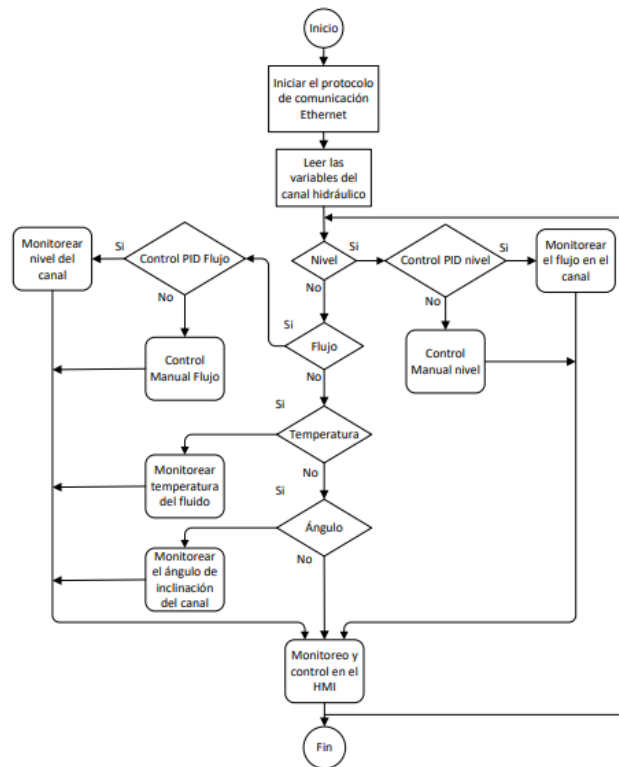 Inicio
Iniciar el protocolo
de comunicación
Ethernet
Leer las
variables del
canal hidráulico
Monitorear
nivel del
canal
Si
Control PID Flujo
No
Nivel
Si
No
Control PID nivel
Si
No
Monitorear
el flujo en el
canal
Control
Manual Flujo
Si
Flujo
No
Control
Manual nivel
Si
Temperatura
No
Monitorear
temperatura
del fluido
Si
Ángulo
No
Monitorear
el ángulo de
inclinación
del canal
Monitoreo y
control en el
HMI
Fin